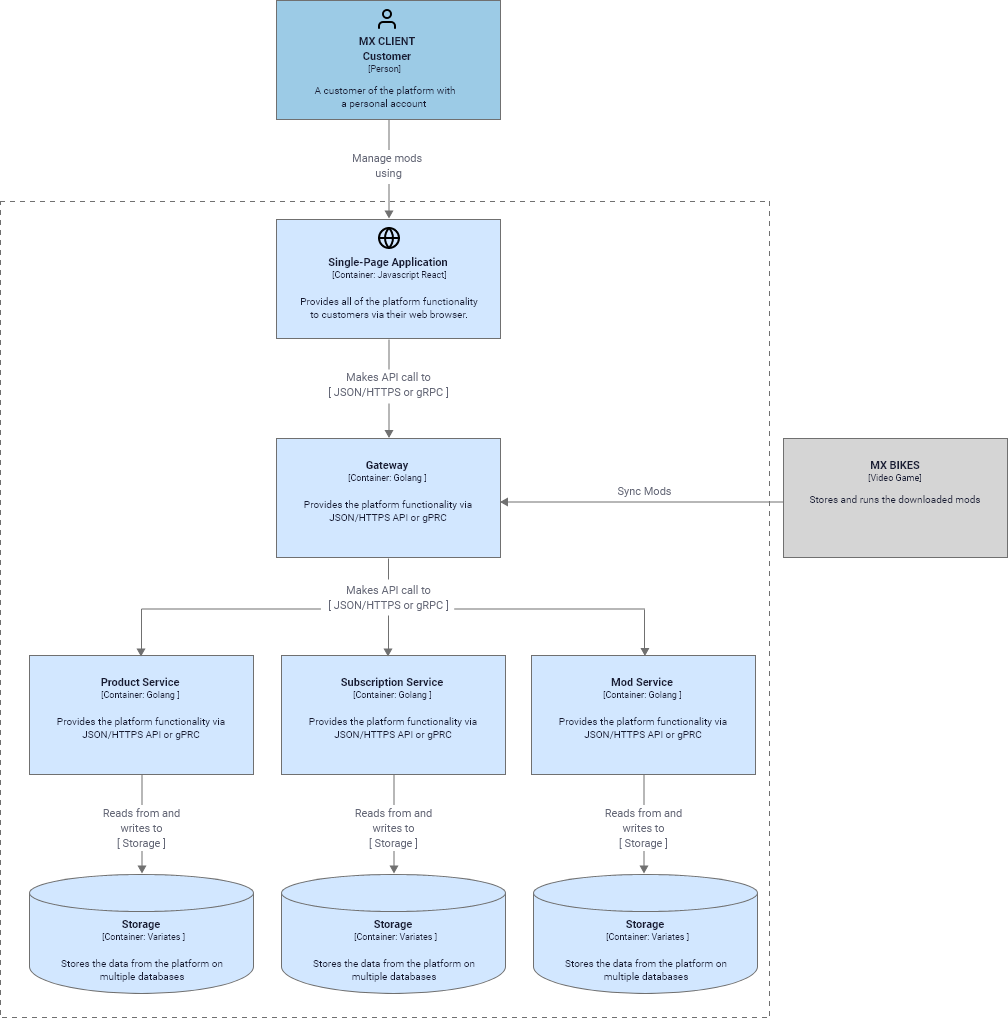 MX CLIENT
Customer
[Person]
A customer of the platform with
a personal account
Manage mods
using
Single-Page Application
[Container: Javascript React]
Provides all of the platform functionality
to customers via their web browser.
Makes API call to
[ JSON/HTTPS or gRPC ]
Gateway
[Container: Golang ]
Provides the platform functionality via
JSON/HTTPS API or gPRC
Sync Mods
MX BIKES
[Video Game]
Stores and runs the downloaded mods
Makes API call to
[ JSON/HTTPS or gRPC ]
Product Service
[Container: Golang ]
Provides the platform functionality via
JSON/HTTPS API or gPRC
Subscription Service
[Container: Golang ]
Provides the platform functionality via
JSON/HTTPS API or gPRC
Mod Service
[Container: Golang ]
Provides the platform functionality via
JSON/HTTPS API or gPRC
Reads from and
writes to
[ Storage ]
Reads from and
writes to
[ Storage ]
Reads from and
writes to
[ Storage ]
Storage
[Container: Variates ]
Stores the data from the platform on
multiple databases
Storage
[Container: Variates ]
Stores the data from the platform on
multiple databases
Storage
[Container: Variates ]
Stores the data from the platform on
multiple databases